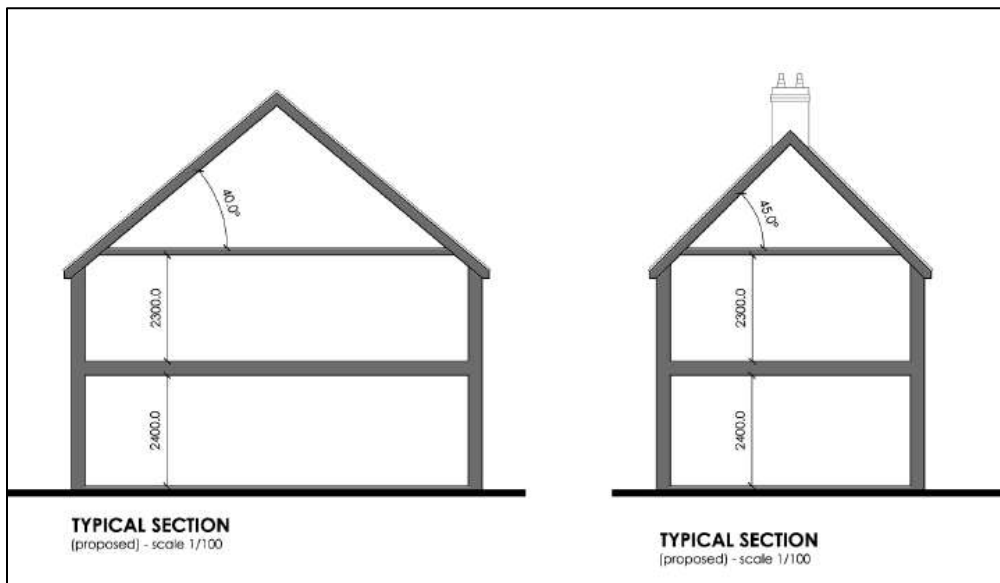 40.0°
2300.0
2400.0
TYPICAL SECTION
(proposed) - scale 1/100
45.0°
2300.0
2400.0
TYPICAL SECTION
(proposed) - scale 1/100